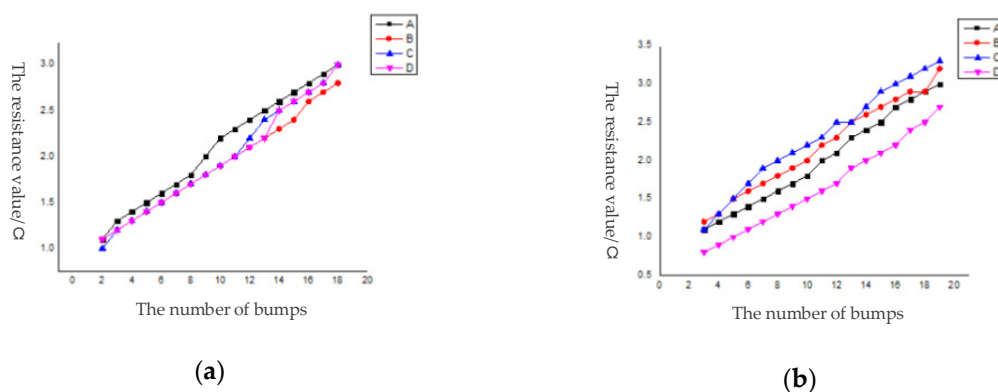 A
B
C
D
The resistance value/Ω
3.0
2.5
2.0
1.5
1.0
0 2 4 6 8 10 12 14 16 18 20
The number of bumps
(a)
A
B
C
D
The resistance value/Ω
3.5
3.0
2.5
2.0
1.5
1.0
0.5
0 2 4 6 8 10 12 14 16 18 20
The number of bumps
(b)